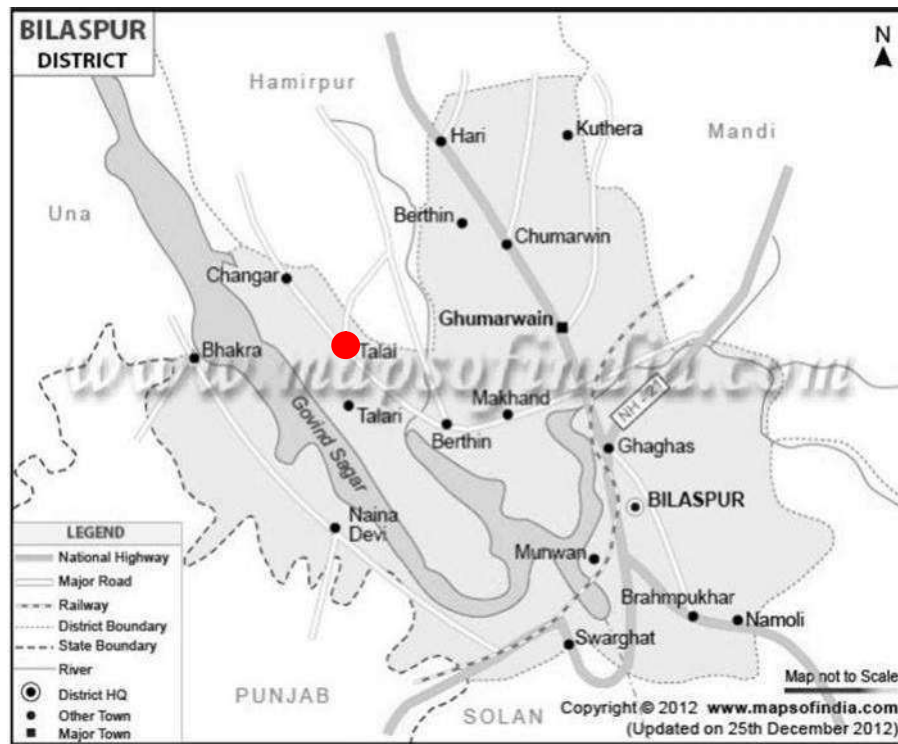 BILASPUR
DISTRICT
N
Hamirpur
Mandi
Hari
Kuthera
Una
Berthin
Chumarwin
Changar
Ghumarwain
Talai
Bhakra
www.mapsofindia.com
Makhand
NH - 21
Talari
Berthin
Govind Sagar
Ghaghas
BILASPUR
Naina
Devi
Munwan
Brahmpukhar
Namoli
Swarghat
LEGEND
National Highway
Major Road
Railway
District Boundary
State Boundary
River
District HQ
Other Town
Major Town
PUNJAB
SOLAN
Map not to Scale
Copyright © 2012 www.mapsofindia.com
(Updated on 25th December 2012)